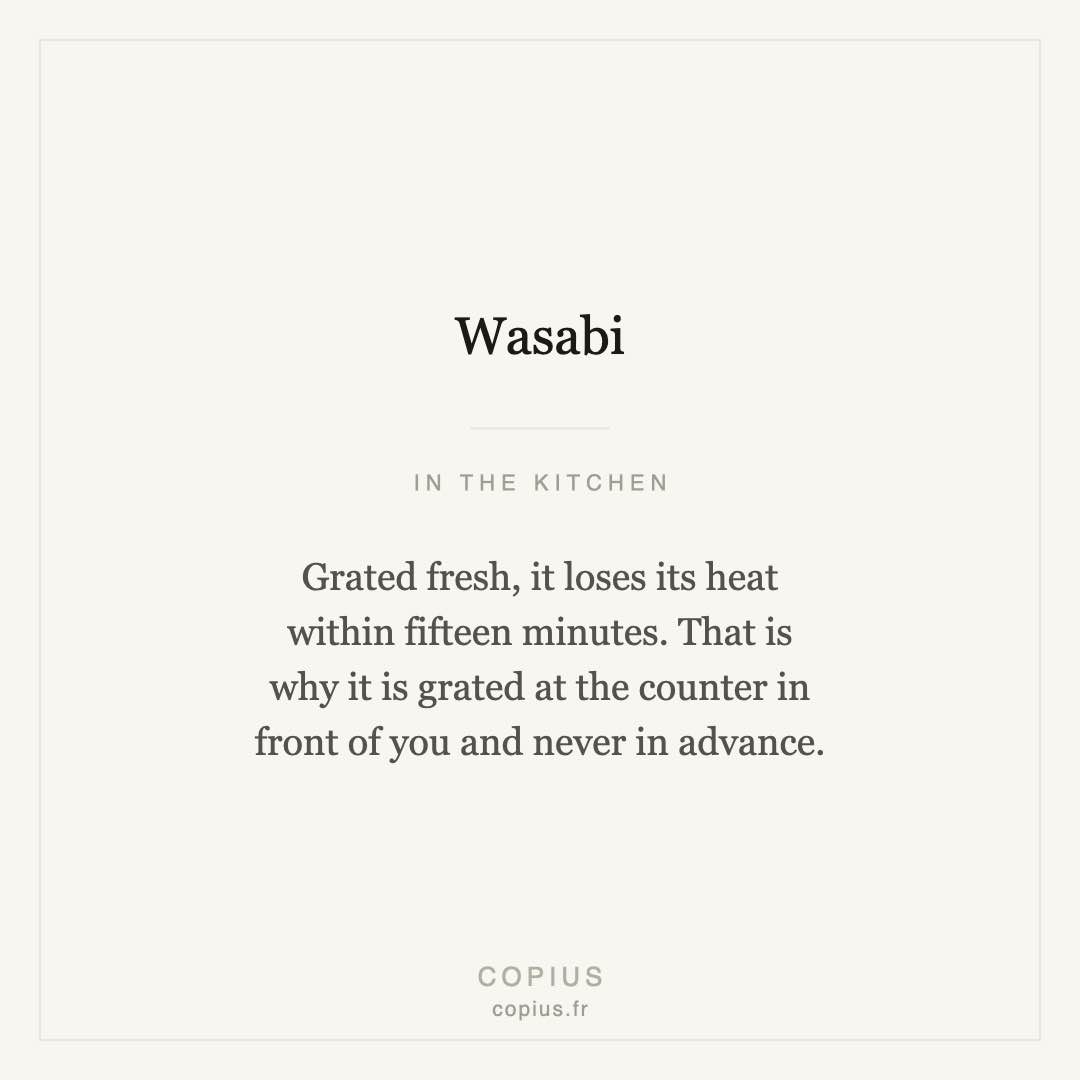 Wasabi
IN THE KITCHEN
Grated fresh, it loses its heat
within fifteen minutes. That is
why it is grated at the counter in
front of you and never in advance.
COPIUS
copius.fr